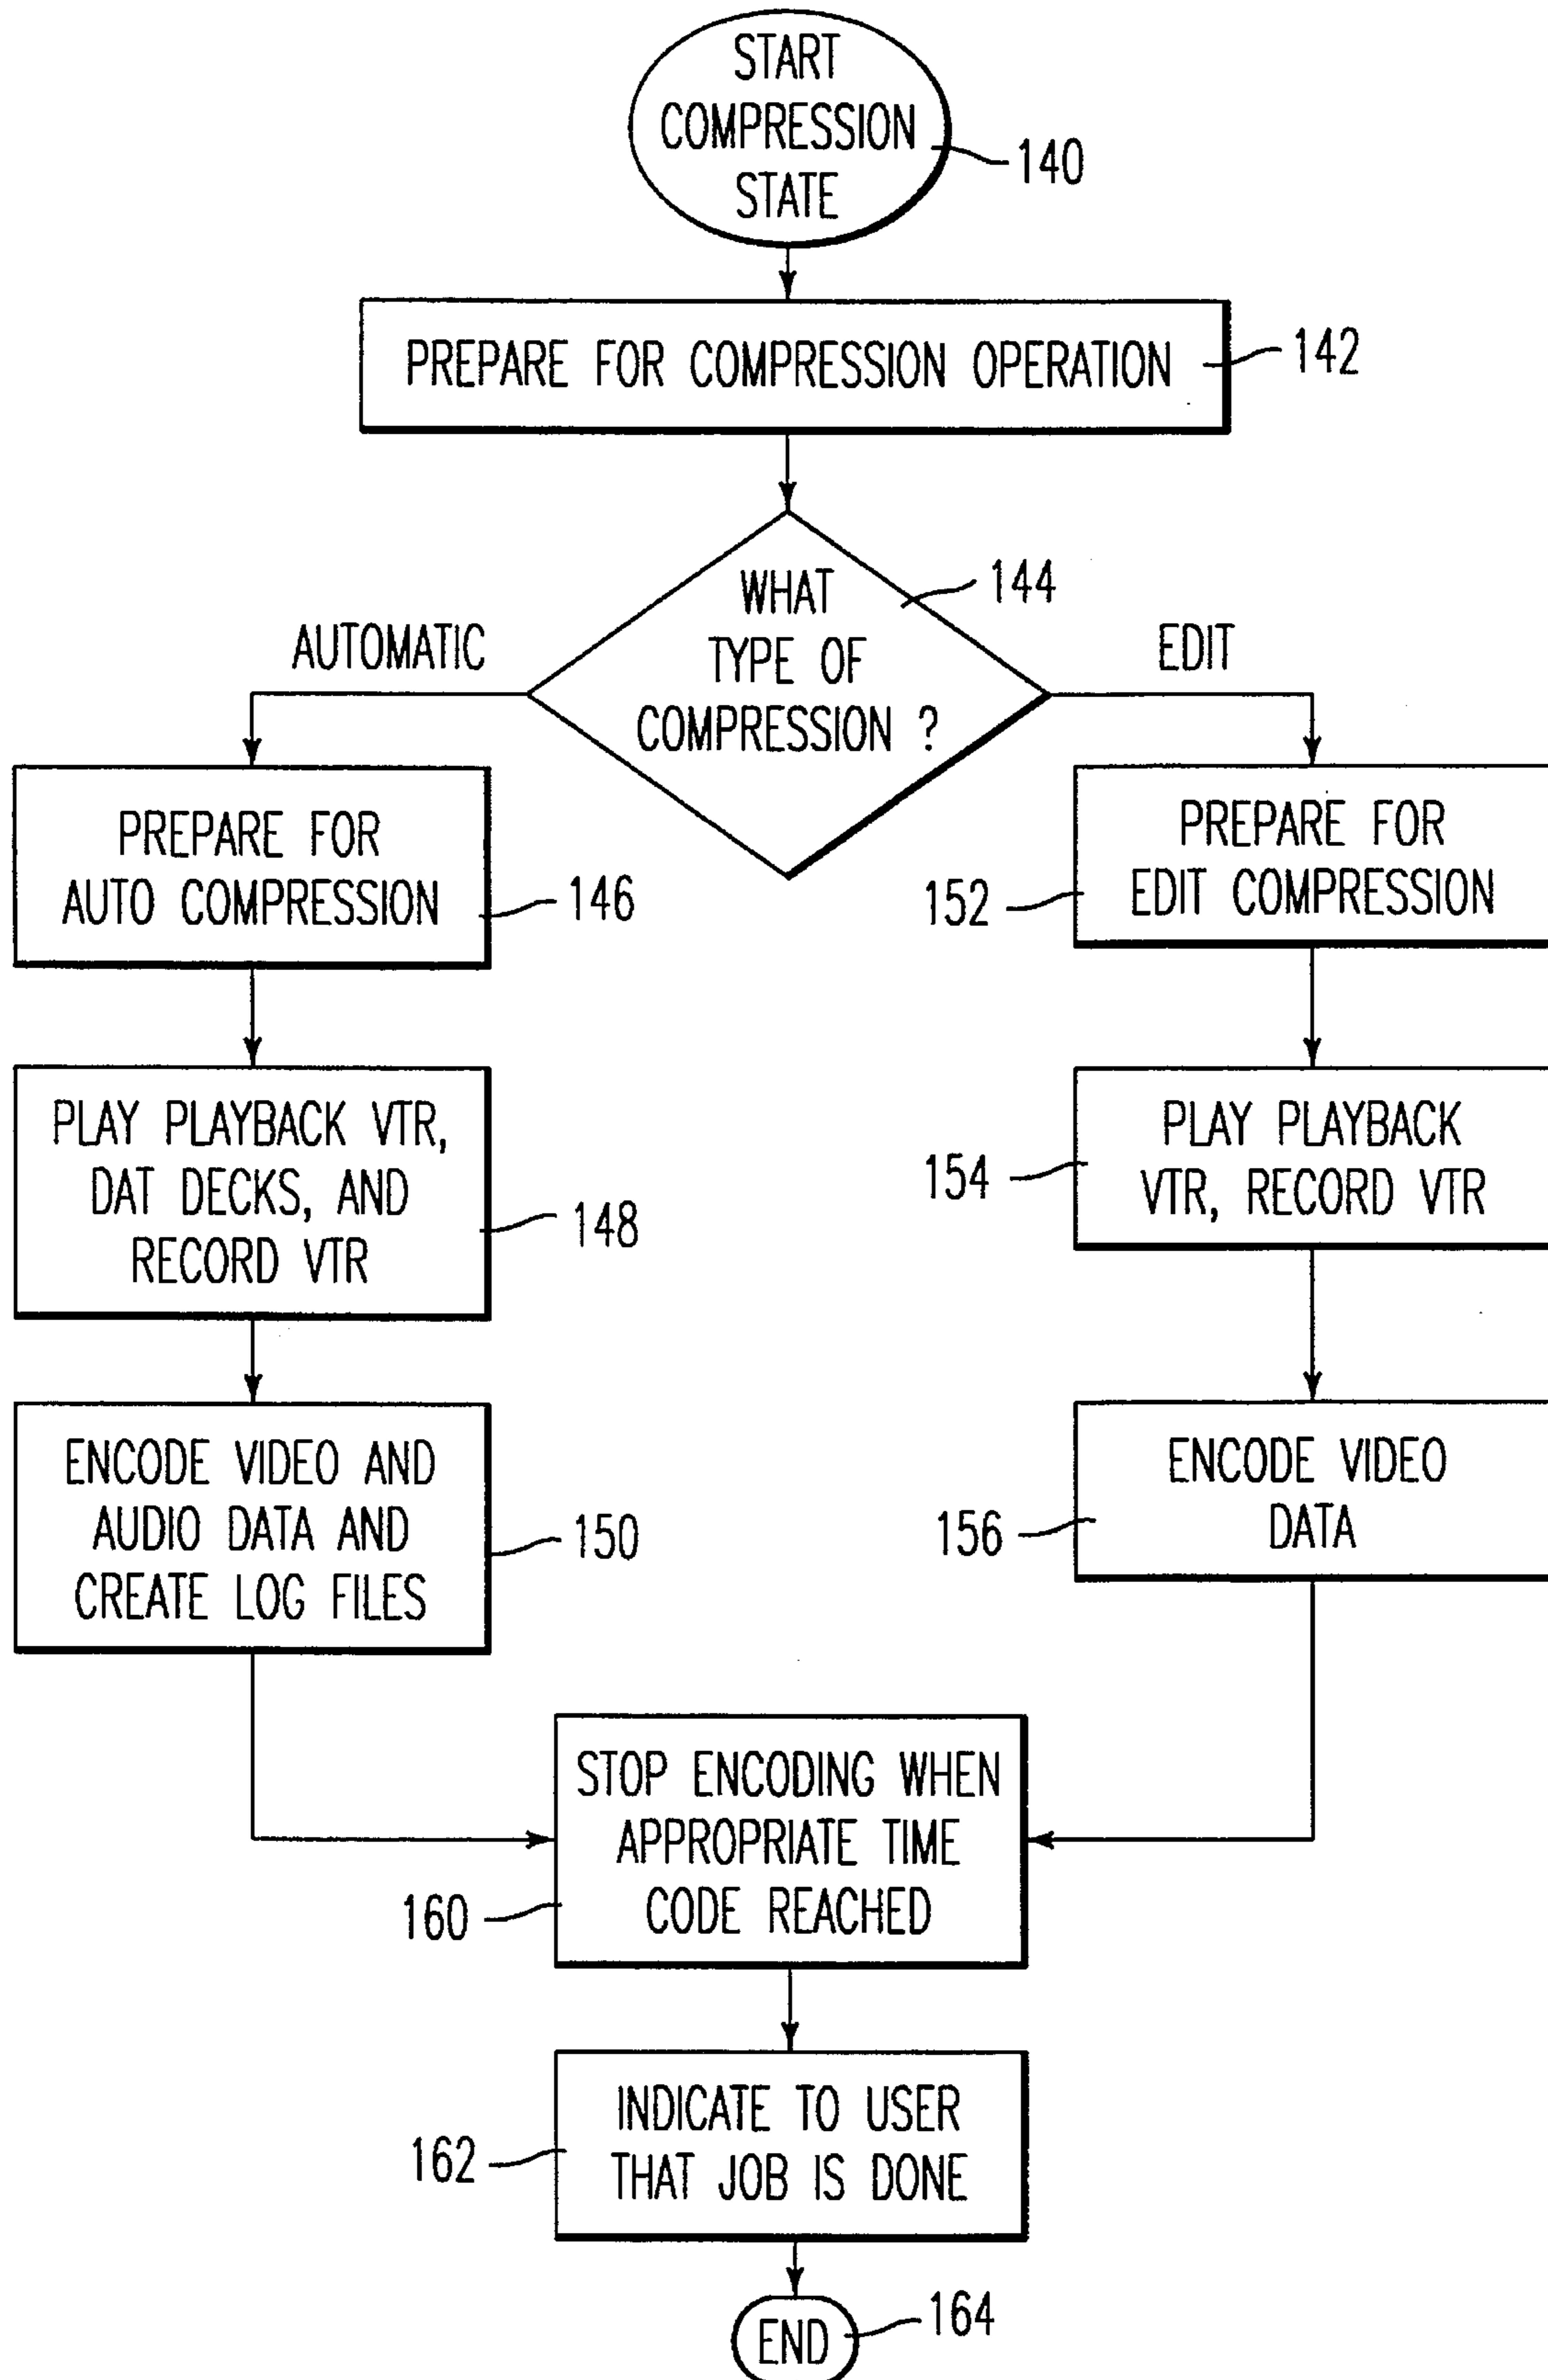 START
COMPRESSION
STATE
140
PREPARE FOR COMPRESSION OPERATION
142
WHAT
TYPE OF
COMPRESSION ?
144
AUTOMATIC
EDIT
PREPARE FOR
AUTO COMPRESSION
146
152
PREPARE FOR
EDIT COMPRESSION
PLAY PLAYBACK VTR,
DAT DECKS, AND
RECORD VTR
148
154
PLAY PLAYBACK
VTR, RECORD VTR
ENCODE VIDEO AND
AUDIO DATA AND
CREATE LOG FILES
150
156
ENCODE VIDEO
DATA
STOP ENCODING WHEN
APPROPRIATE TIME
CODE REACHED
160
INDICATE TO USER
THAT JOB IS DONE
162
END
164